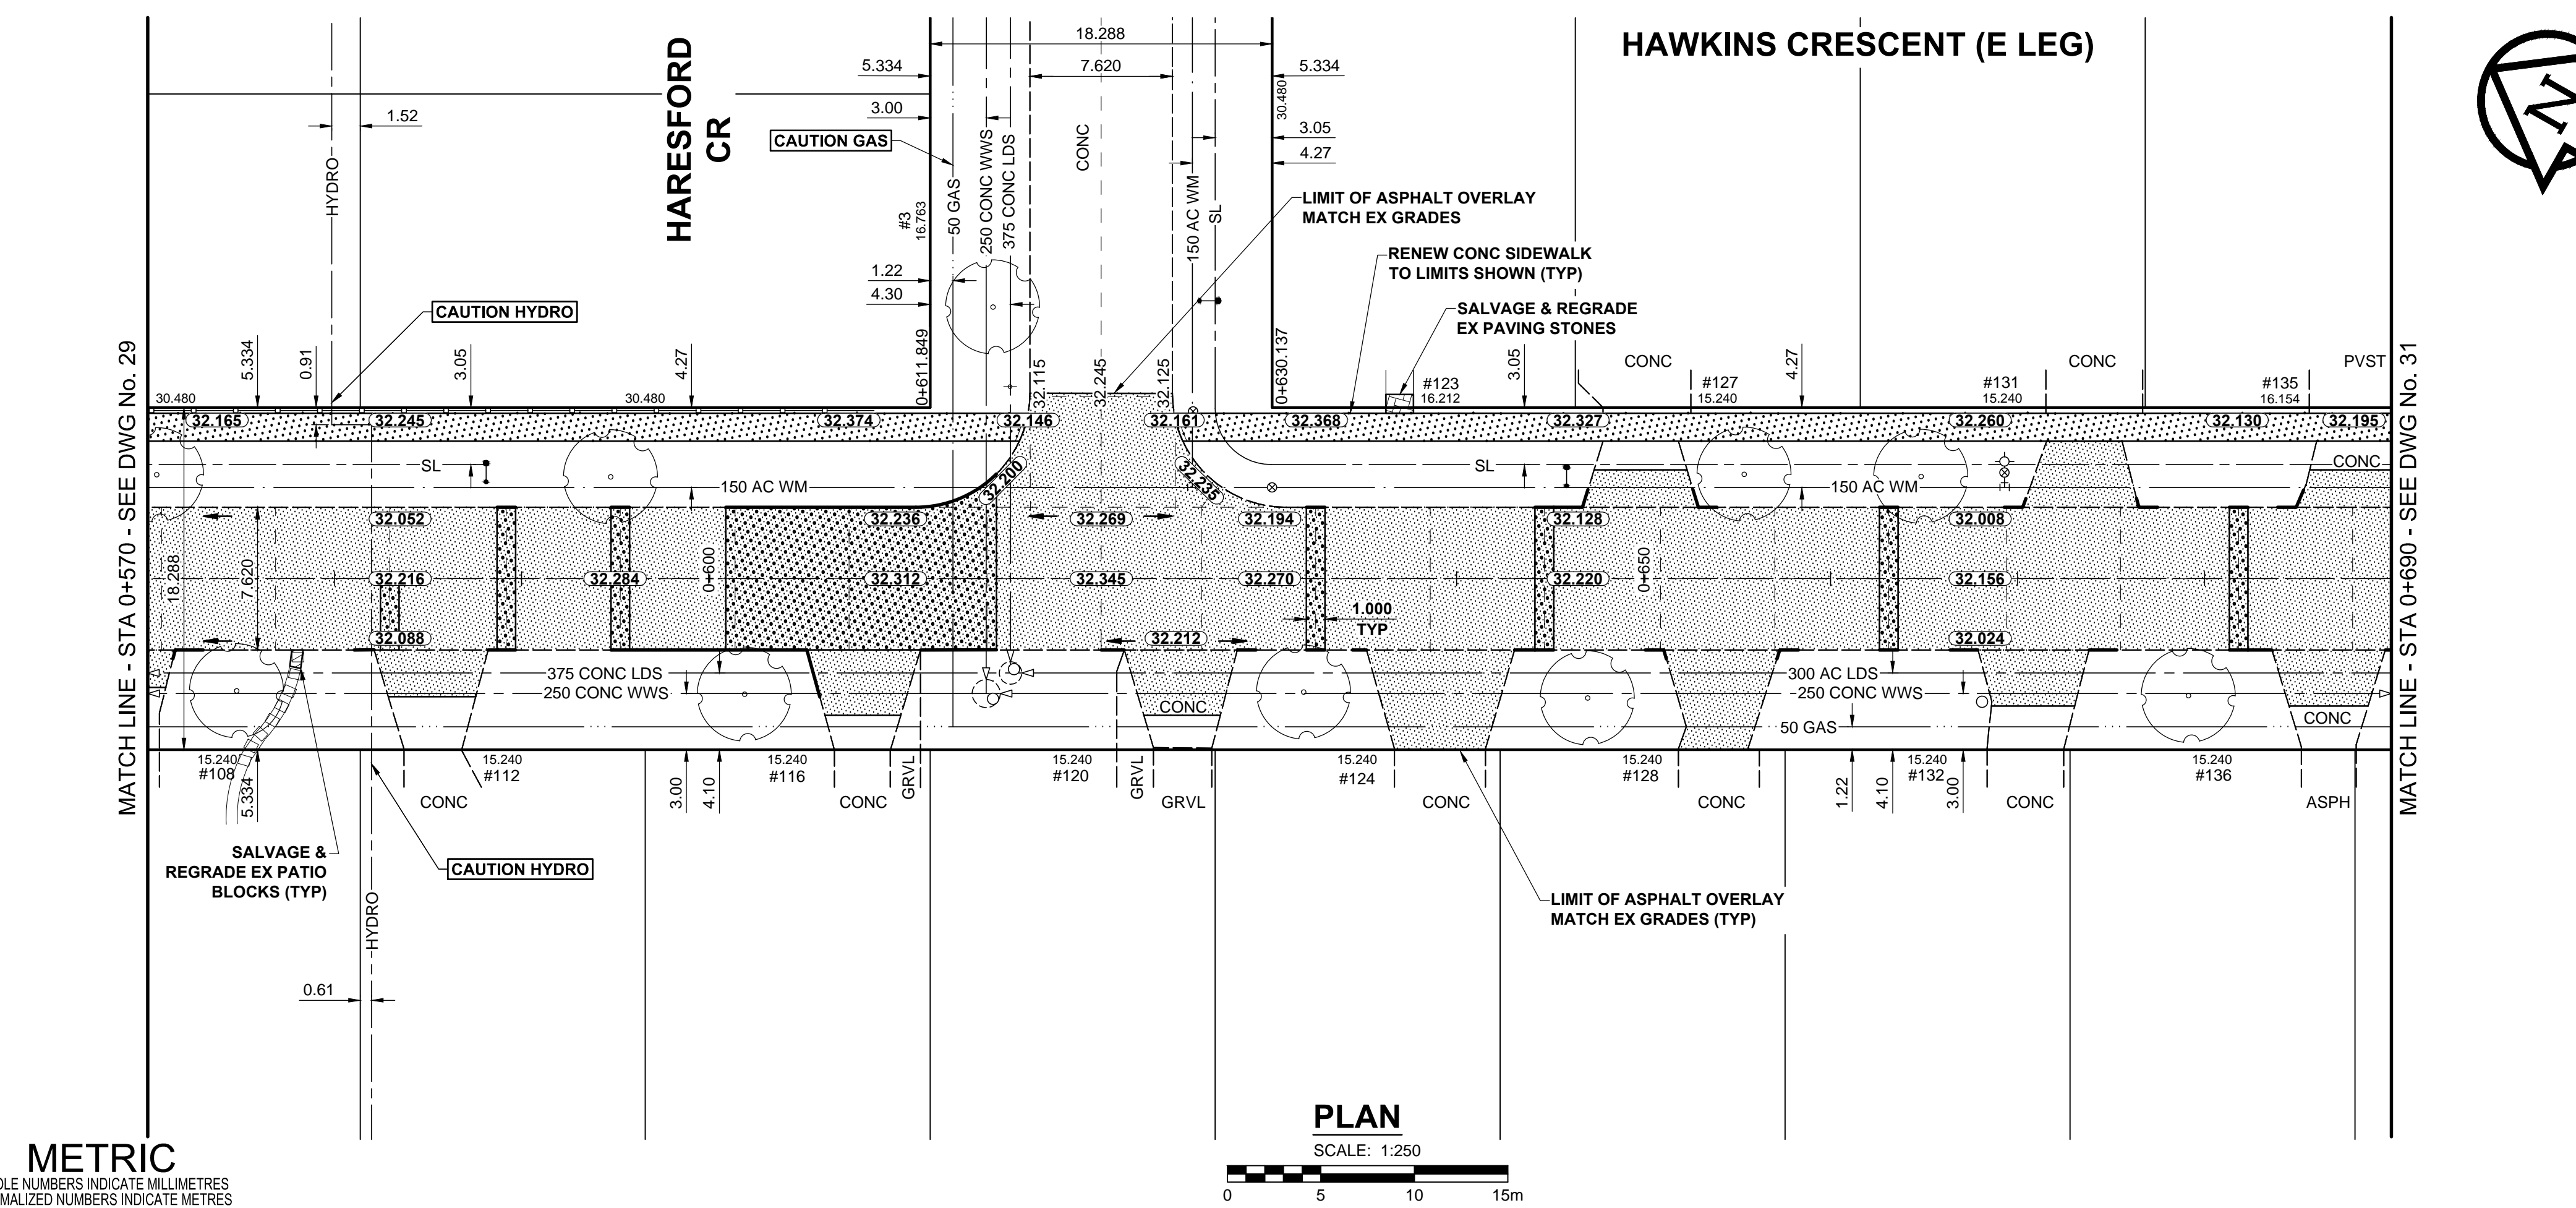 HAWKINS CRESCENT (E LEG)
N
18.288
5.334
7.620
5.334
30.480
1.52
3.00
3.05
4.27
HARESFORD
CR
CAUTION GAS
HYDRO
#3
16.763
50 GAS
250 CONC WWS
375 CONC LDS
CONC
150 AC WM
SL
LIMIT OF ASPHALT OVERLAY
MATCH EX GRADES
RENEW CONC SIDEWALK
TO LIMITS SHOWN (TYP)
SALVAGE & REGRADE
EX PAVING STONES
1.22
4.30
CAUTION HYDRO
MATCH LINE - STA 0+570 - SEE DWG No. 29
5.334
0.91
3.05
4.27
0+611.849
32.115
32.245
32.125
0+630.137
30.480
30.480
#123
16.212
3.05
CONC
#127
15.240
4.27
#131
15.240
CONC
#135
16.154
PVST
MATCH LINE - STA 0+690 - SEE DWG No. 31
32.165
32.245
32.374
32.146
32.161
32.368
32.327
32.260
32.130
32.195
SL
32.200
32.235
SL
CONC
150 AC WM
150 AC WM
32.052
32.236
32.269
32.194
32.128
32.008
18.288
7.620
32.216
32.284
0+600
32.312
32.345
32.270
32.220
0+650
32.156
1.000
TYP
32.088
32.212
32.024
375 CONC LDS
250 CONC WWS
300 AC LDS
250 CONC WWS
CONC
50 GAS
CONC
15.240
#108
5.334
15.240
#112
3.00
4.10
15.240
#116
GRVL
15.240
#120
GRVL
15.240
#124
15.240
#128
1.22
4.10
15.240
#132
3.00
15.240
#136
CONC
CONC
GRVL
CONC
CONC
CONC
ASPH
SALVAGE &
REGRADE EX PATIO
BLOCKS (TYP)
CAUTION HYDRO
HYDRO
LIMIT OF ASPHALT OVERLAY
MATCH EX GRADES (TYP)
0.61
PLAN
SCALE: 1:250
0 5 10 15m
METRIC
OLE NUMBERS INDICATE MILLIMETRES
MALIZED NUMBERS INDICATE METRES